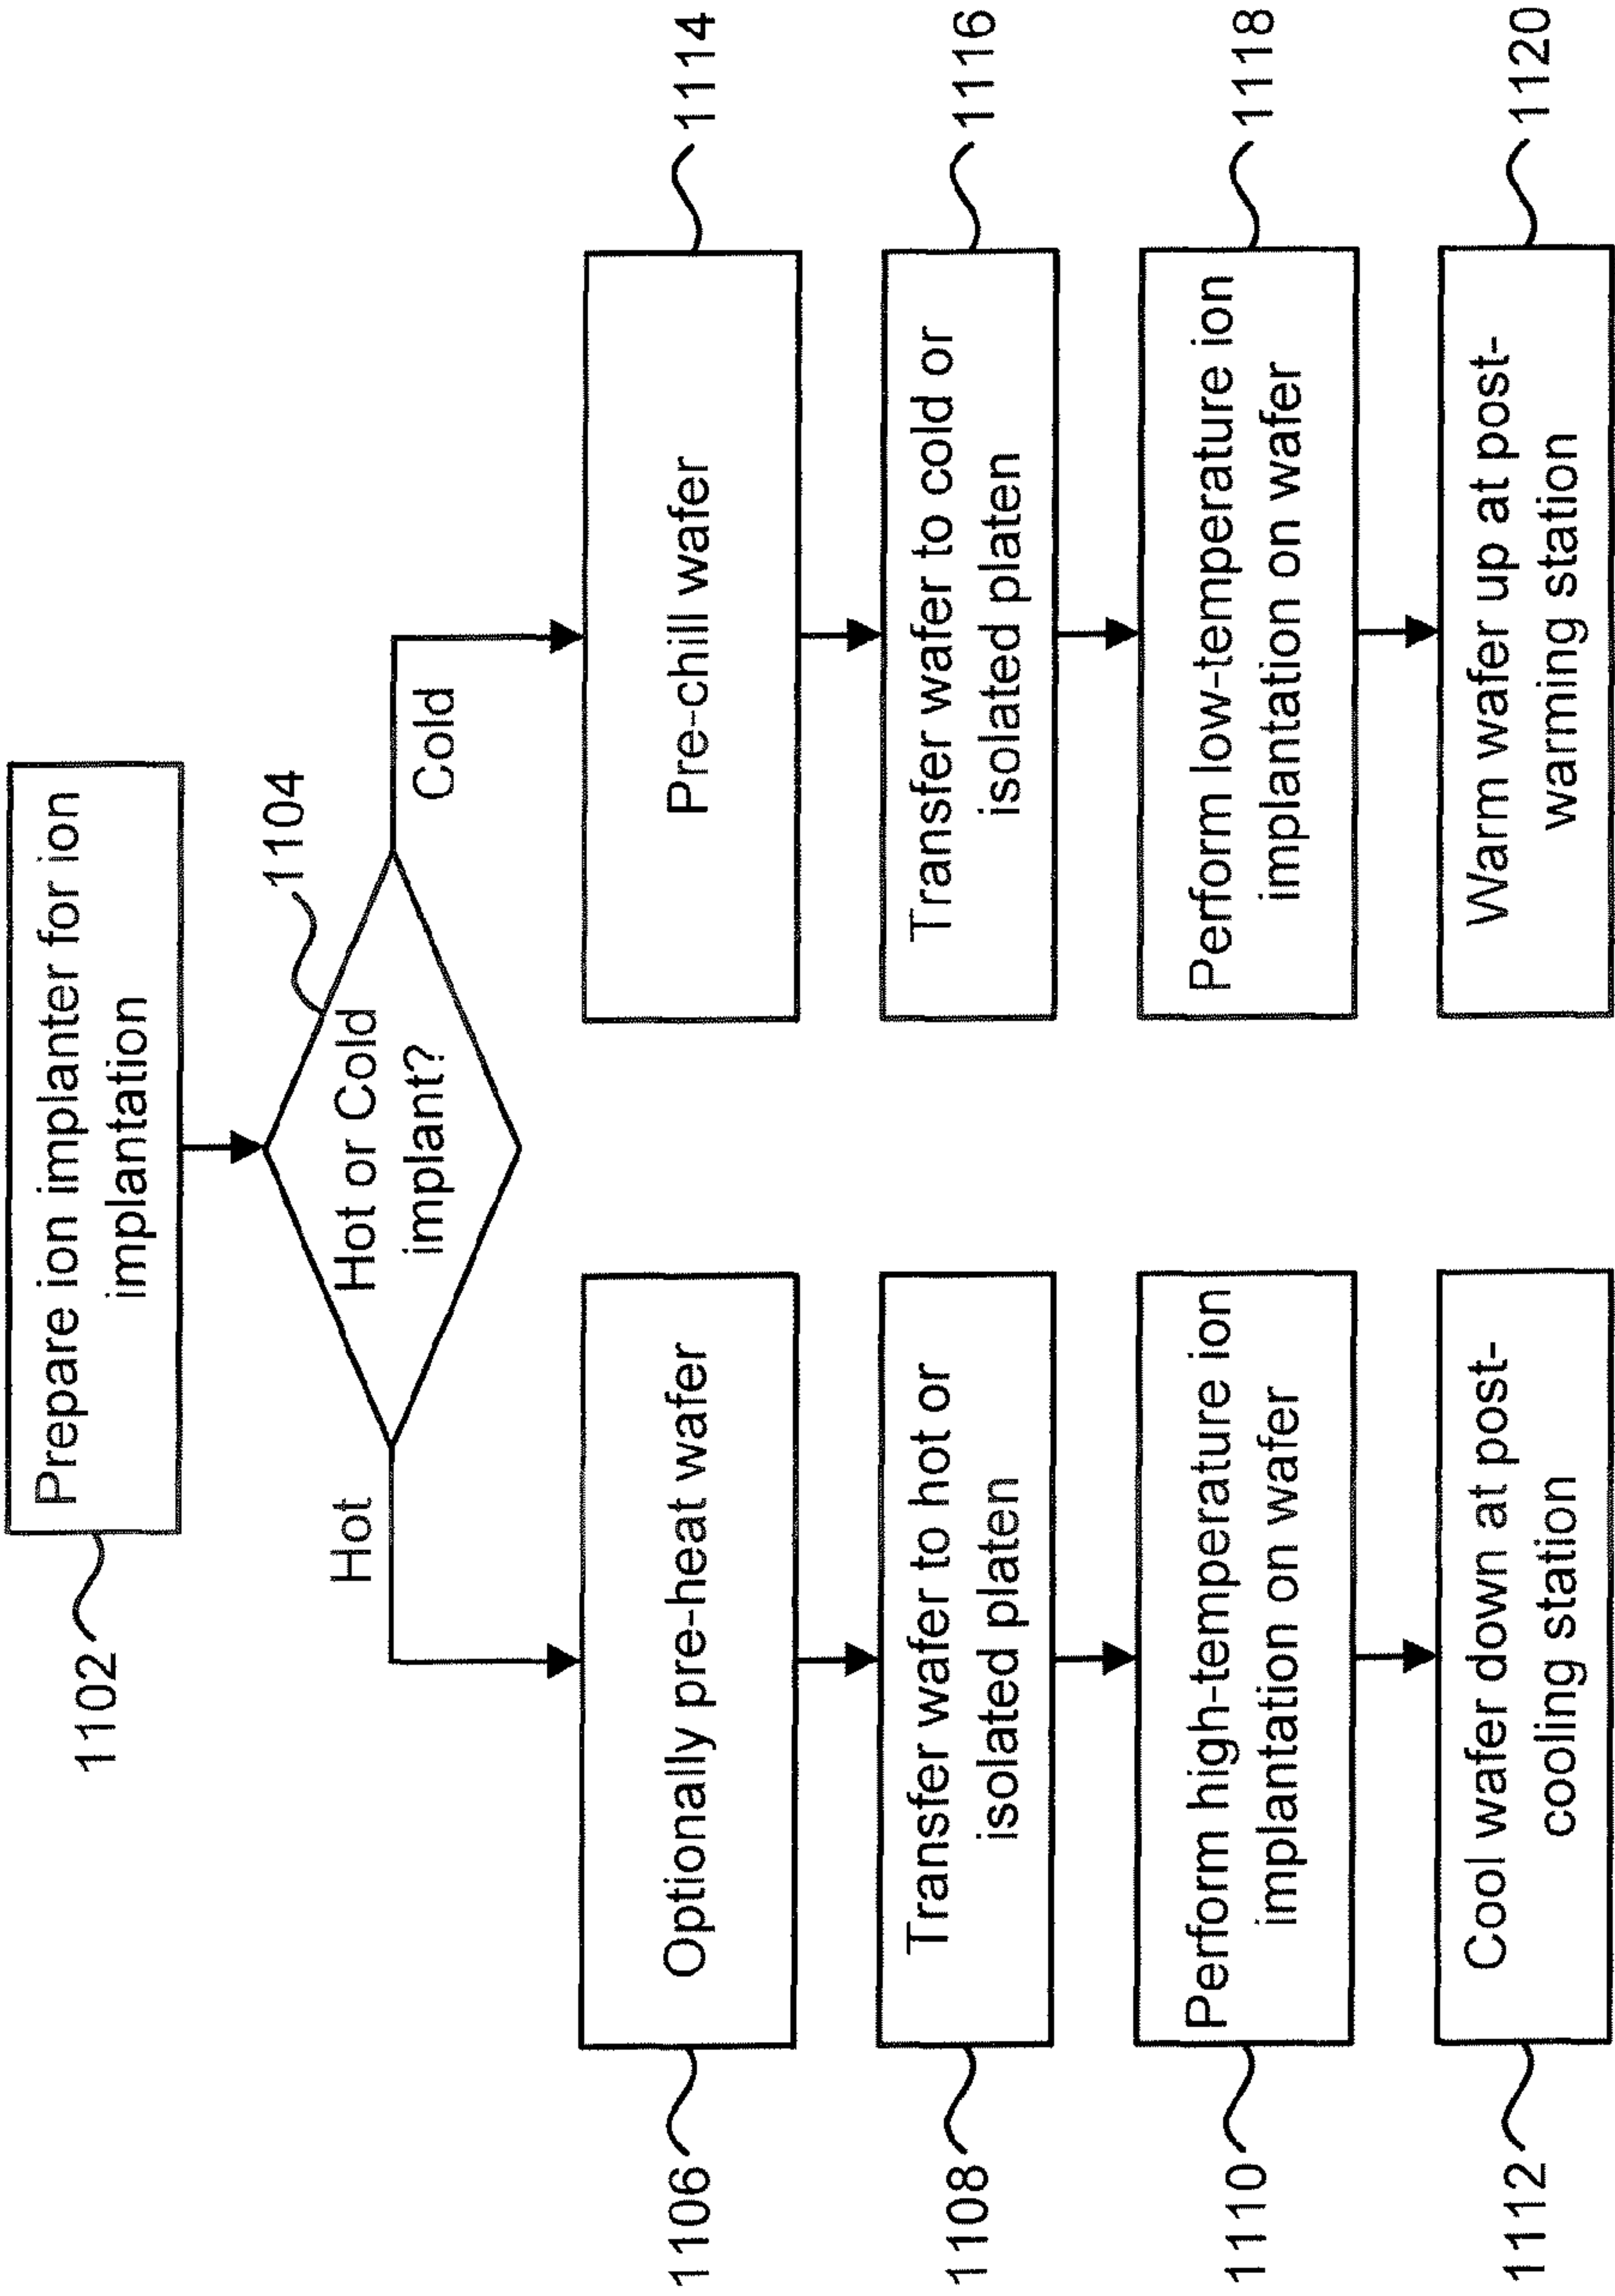 1102
Prepare ion implanter for ion
implantation
1104
Hot or Cold
implant?
Hot
Cold
1106
Optionally pre-heat wafer
1108
Transfer wafer to hot or
isolated platen
1110
Perform high-temperature ion
implantation on wafer
1112
Cool wafer down at post-
cooling station
Pre-chill wafer
1114
Transfer wafer to cold or
isolated platen
1116
Perform low-temperature ion
implantation on wafer
1118
Warm wafer up at post-
warming station
1120